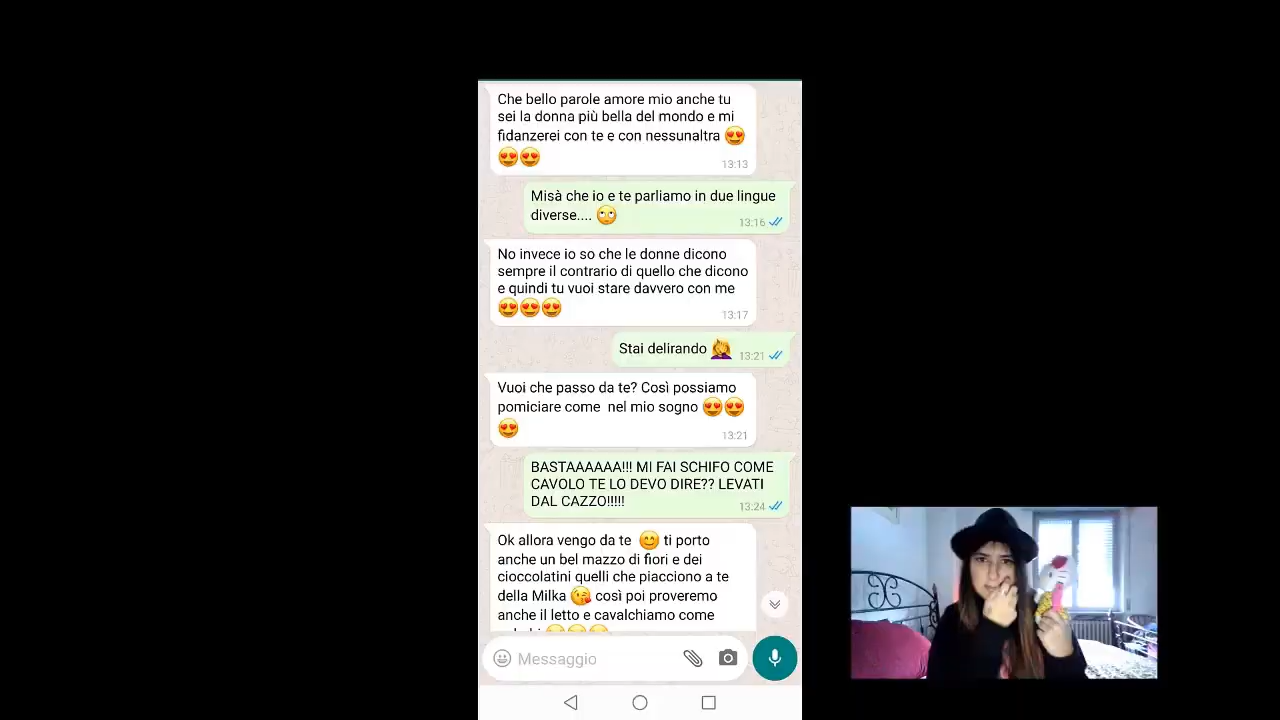 Che bello parole amore mio anche tu
sei la donna più bella del mondo e mi
fidanzerei con te e con nessunaltra 😍
😍😍
13:13
Misà che io e te parliamo in due lingue
diverse.... 🙄
13:16
No invece io so che le donne dicono
sempre il contrario di quello che dicono
e quindi tu vuoi stare davvero con me
😍😍😍
13:17
Stai delirando 🤦‍♀️ 13:21
Vuoi che passo da te? Così possiamo
pomiciare come nel mio sogno 😍😍
😍
13:21
BASTAAAAAA!!! MI FAI SCHIFO COME
CAVOLO TE LO DEVO DIRE?? LEVATI
DAL CAZZO!!!!!
13:24
Ok allora vengo da te 😊 ti porto
anche un bel mazzo di fiori e dei
cioccolatini quelli che piacciono a te
della Milka 😘 così poi proveremo
anche il letto e cavalchiamo come
Messaggio